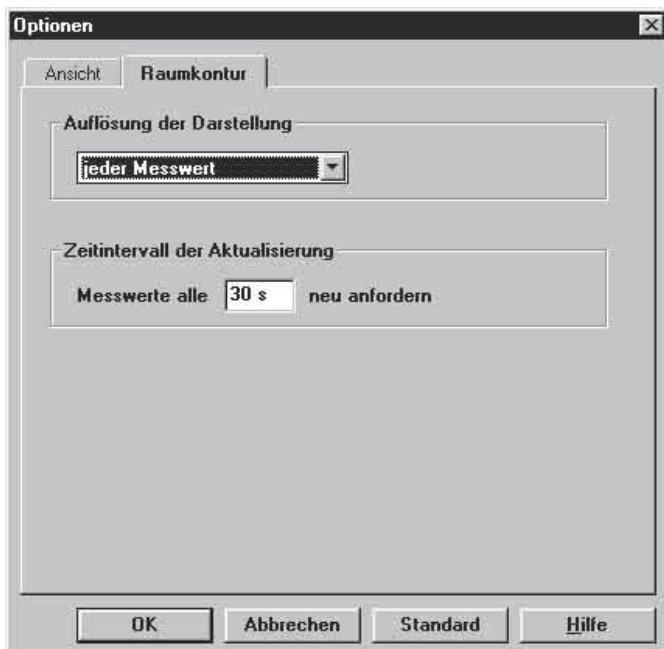 Optionen
Ansicht Raumkontur
Auflösung der Darstellung
jeder Messwert
Zeitintervall der Aktualisierung
Messwerte alle 30 s neu anfordern
OK Abbrechen Standard Hilfe